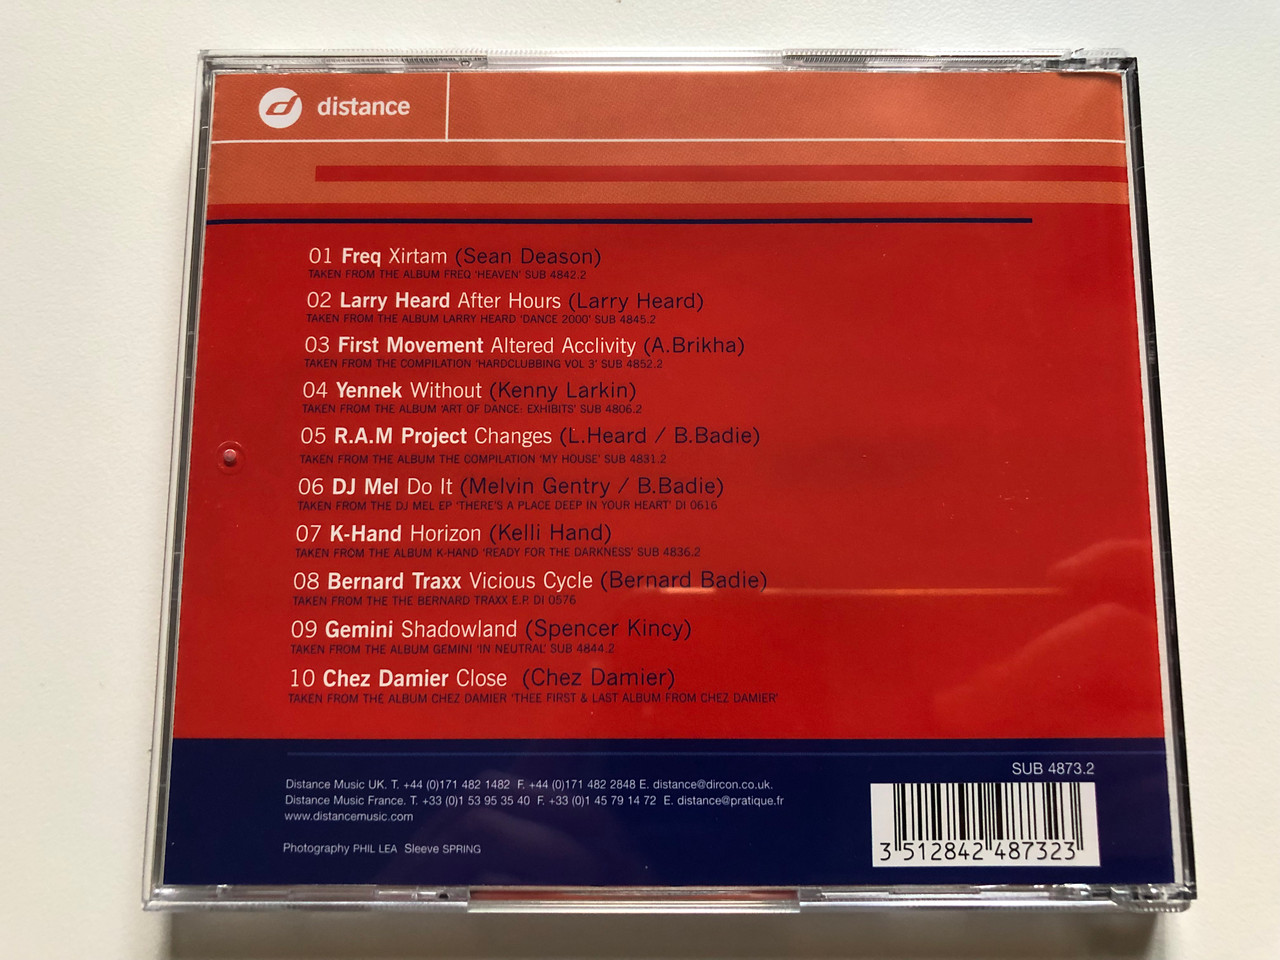 distance
01 Freq Xirtam (Sean Deason)
TAKEN FROM THE ALBUM FREQ 'HEAVEN' SUB 4842.2
02 Larry Heard After Hours (Larry Heard)
TAKEN FROM THE ALBUM LARRY HEARD 'DANCE 2000' SUB 4845.2
03 First Movement Altered Acclivity (A.Brikha)
TAKEN FROM THE COMPILATION 'HARDCLUBBING VOL 3' SUB 4852.2
04 Yennek Without (Kenny Larkin)
TAKEN FROM THE ALBUM 'ART OF DANCE: EXHIBITS' SUB 4806.2
05 R.A.M Project Changes (L.Heard / B.Badie)
TAKEN FROM THE ALBUM THE COMPILATION 'MY HOUSE' SUB 4831.2
06 DJ Mel Do It (Melvin Gentry / B.Badie)
TAKEN FROM THE DJ MEL EP 'THERE'S A PLACE DEEP IN YOUR HEART' DI 0616
07 K-Hand Horizon (Kelli Hand)
TAKEN FROM THE ALBUM K-HAND 'READY FOR THE DARKNESS' SUB 4836.2
08 Bernard Traxx Vicious Cycle (Bernard Badie)
TAKEN FROM THE THE BERNARD TRAXX E.P. DI 0576
09 Gemini Shadowland (Spencer Kincy)
TAKEN FROM THE ALBUM GEMINI 'IN NEUTRAL' SUB 4844.2
10 Chez Damier Close (Chez Damier)
TAKEN FROM THE ALBUM CHEZ DAMIER 'THEE FIRST & LAST ALBUM FROM CHEZ DAMIER'
SUB 4873.2
Distance Music UK. T. +44 (0)171 482 1482 F. +44 (0)171 482 2848 E. distance@dircon.co.uk.
Distance Music France. T. +33 (0)1 53 95 35 40 F. +33 (0)1 45 79 14 72 E. distance@pratique.fr
www.distancemusic.com
Photography PHIL LEA Sleeve SPRING
3 512842 487323